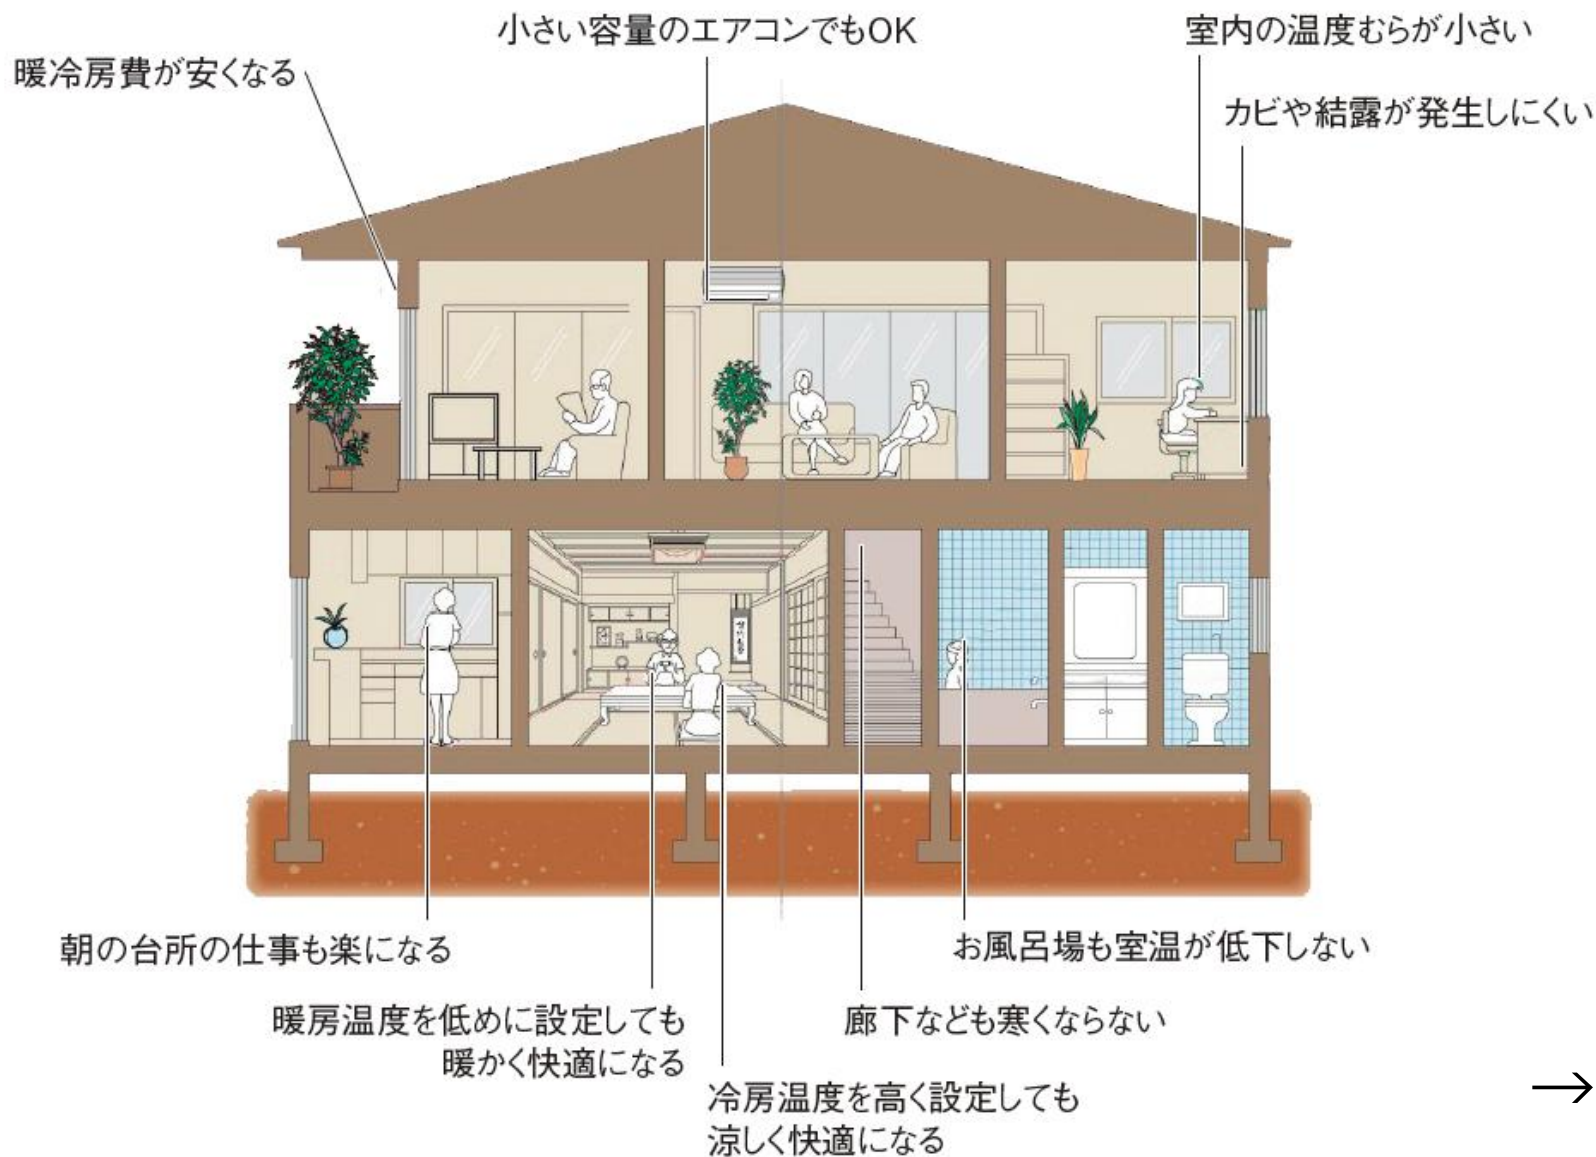 小さい容量のエアコンでもOK
室内の温度むらが小さい
暖冷房費が安くなる
カビや結露が発生しにくい
朝の台所の仕事も楽になる
お風呂場も室温が低下しない
暖房温度を低めに設定しても
暖かく快適になる
廊下なども寒くならない
冷房温度を高く設定しても
涼しく快適になる
→